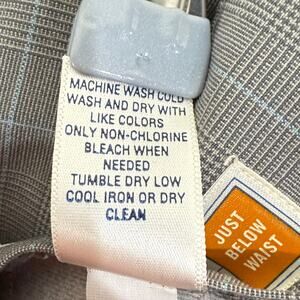 MACHINE WASH COLD
WASH AND DRY WITH
LIKE COLORS
ONLY NON-CHLORINE
BLEACH WHEN
NEEDED
TUMBLE DRY LOW
COOL IRON OR DRY
CLEAN
JUST
BELOW
WAIST